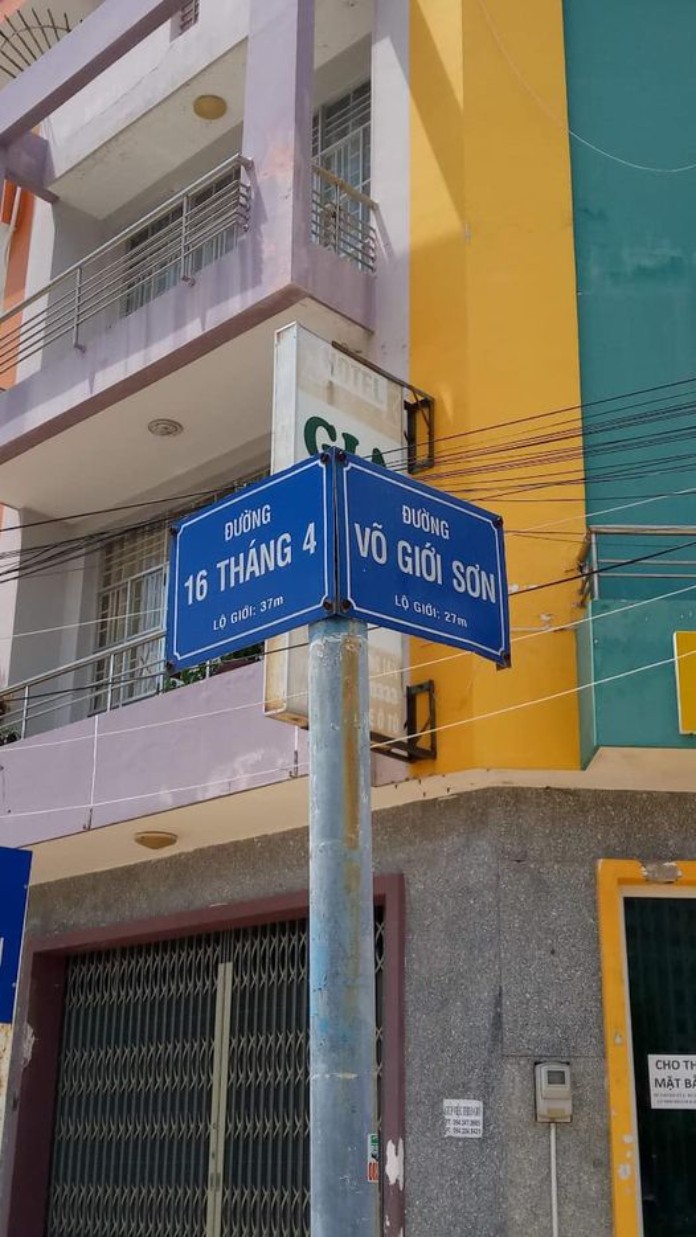 HOTEL
GIA
ĐƯỜNG
16 THÁNG 4
LỘ GIỚI: 37m
ĐƯỜNG
VÕ GIỚI SƠN
LỘ GIỚI: 27m
CHO TH
MẶT BẰ